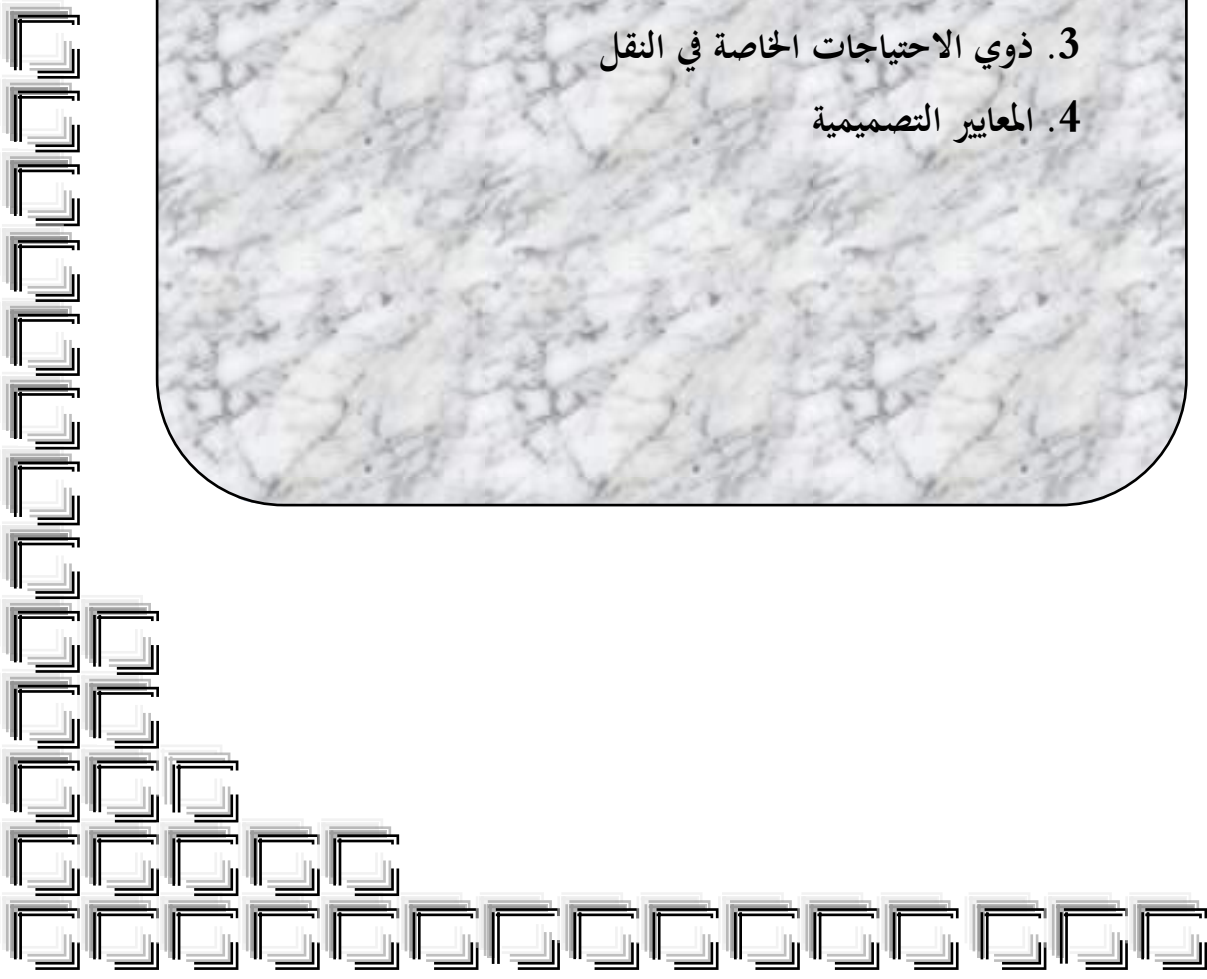 3. ذوي الاحتياجات الخاصة في النقل
4. المعايير التصميمية